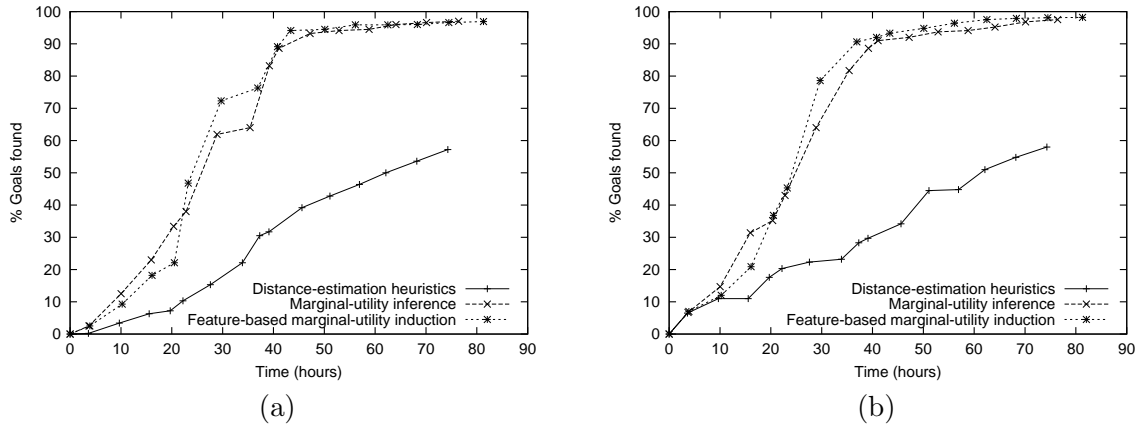 100
90
80
70
60
50
40
30
20
10
0
% Goals found
Distance-estimation heuristics
Marginal-utility inference
Feature-based marginal-utility induction
0 10 20 30 40 50 60 70 80 90
Time (hours)
(a)
100
90
80
70
60
50
40
30
20
10
0
% Goals found
Distance-estimation heuristics
Marginal-utility inference
Feature-based marginal-utility induction
0 10 20 30 40 50 60 70 80 90
Time (hours)
(b)